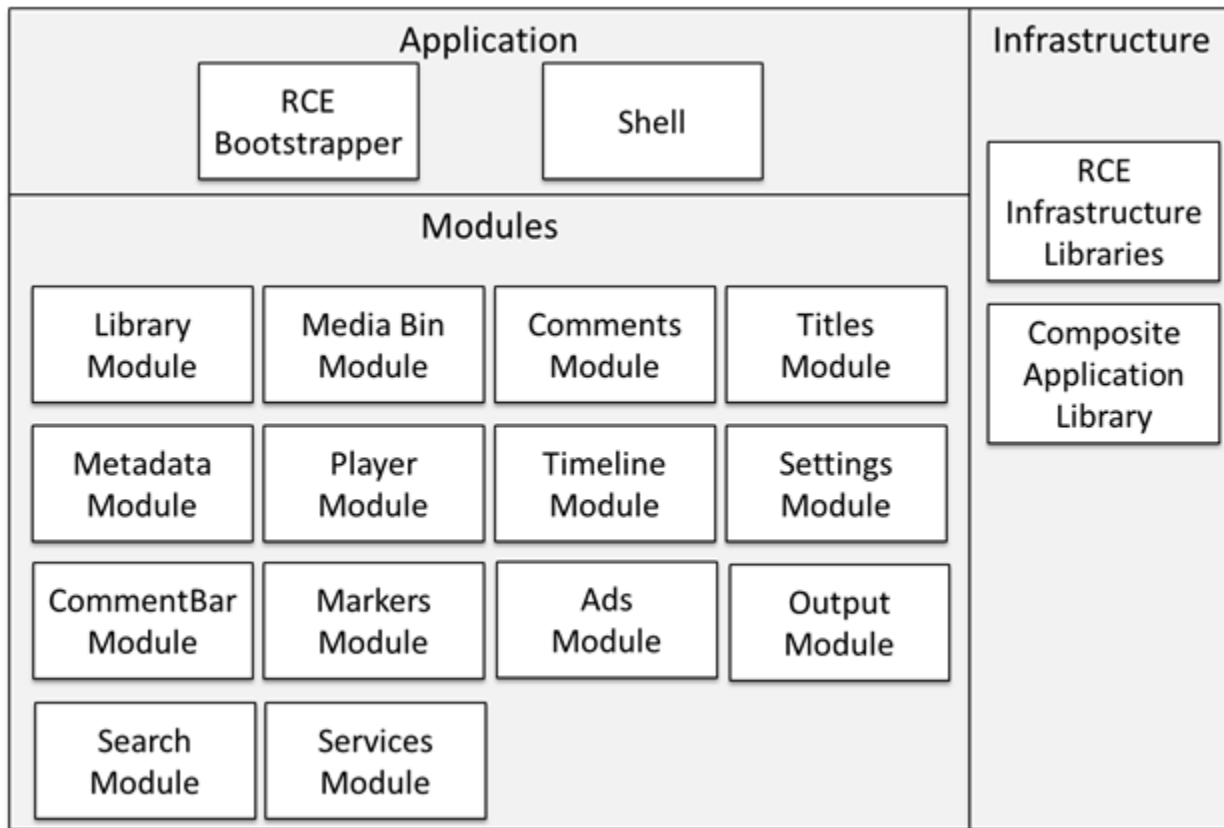 Application
RCE
Bootstrapper
Shell
Modules
Library
Module
Media Bin
Module
Comments
Module
Titles
Module
Metadata
Module
Player
Module
Timeline
Module
Settings
Module
CommentBar
Module
Markers
Module
Ads
Module
Output
Module
Search
Module
Services
Module
Infrastructure
RCE
Infrastructure
Libraries
Composite
Application
Library